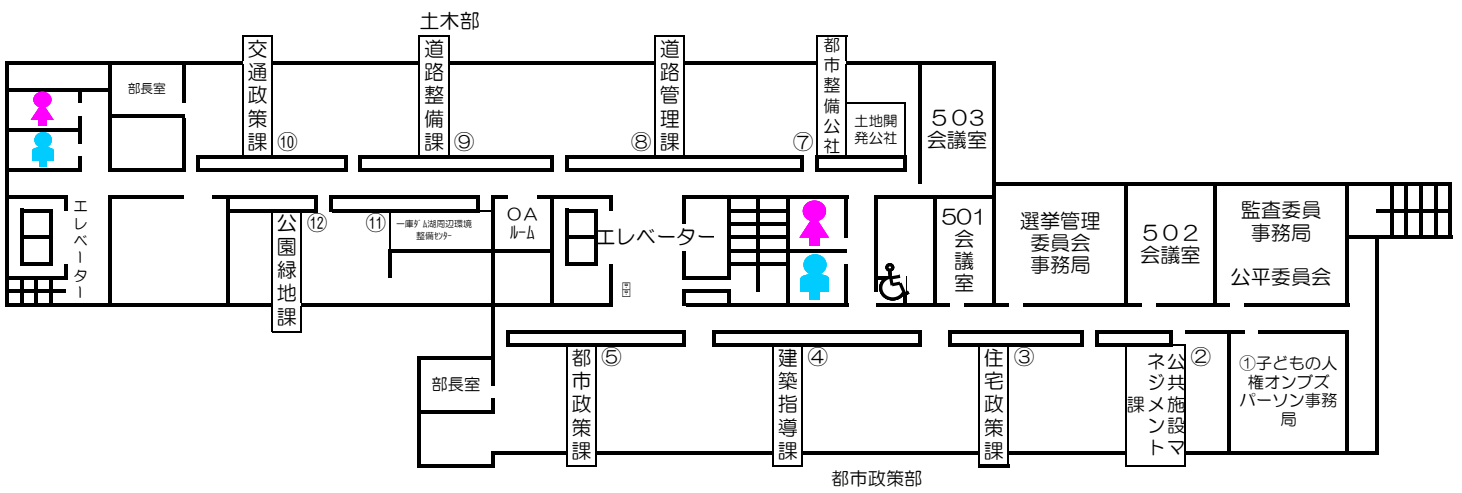 土木部
交通政策課
⑩
道路整備課
⑨
道路管理課
⑧
都市整備公社
⑦
土地開
発公社
503
会議室
部長室
エレベーター
公園緑地課
⑫
⑪
一庫ダム湖周辺環境
整備センター
OA
ルーム
エレベーター
501
会議室
選挙管理
委員会
事務局
502
会議室
監査委員
事務局
公平委員会
部長室
都市政策課
⑤
建築指導課
④
住宅政策課
③
公共施設マ
ネジメント
課
②
①子どもの人
権オンブズ
パーソン事務
局
都市政策部